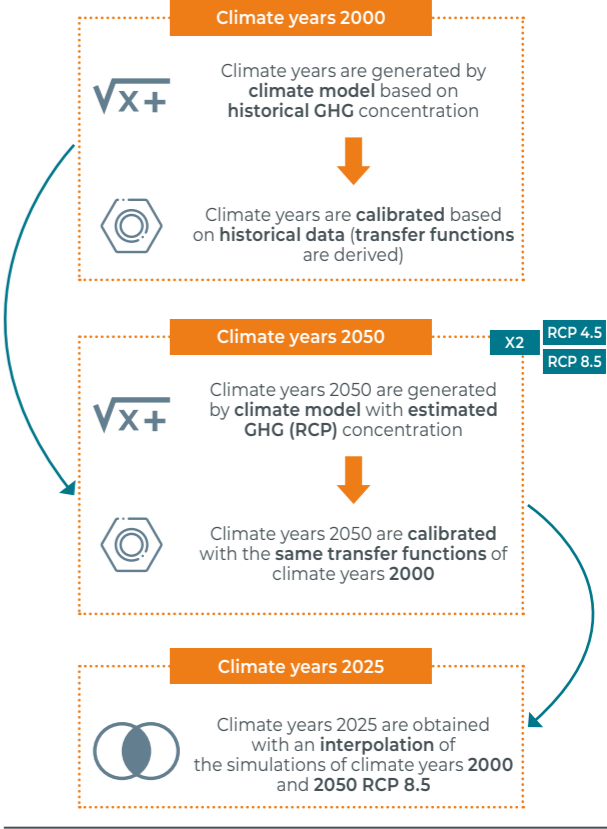 Climate years 2000
√x+
Climate years are generated by
climate model based on
historical GHG concentration
Climate years are calibrated based
on historical data (transfer functions
are derived)
Climate years 2050
X2
RCP 4.5
RCP 8.5
√x+
Climate years 2050 are generated
by climate model with estimated
GHG (RCP) concentration
Climate years 2050 are calibrated
with the same transfer functions of
climate years 2000
Climate years 2025
Climate years 2025 are obtained
with an interpolation of
the simulations of climate years 2000
and 2050 RCP 8.5